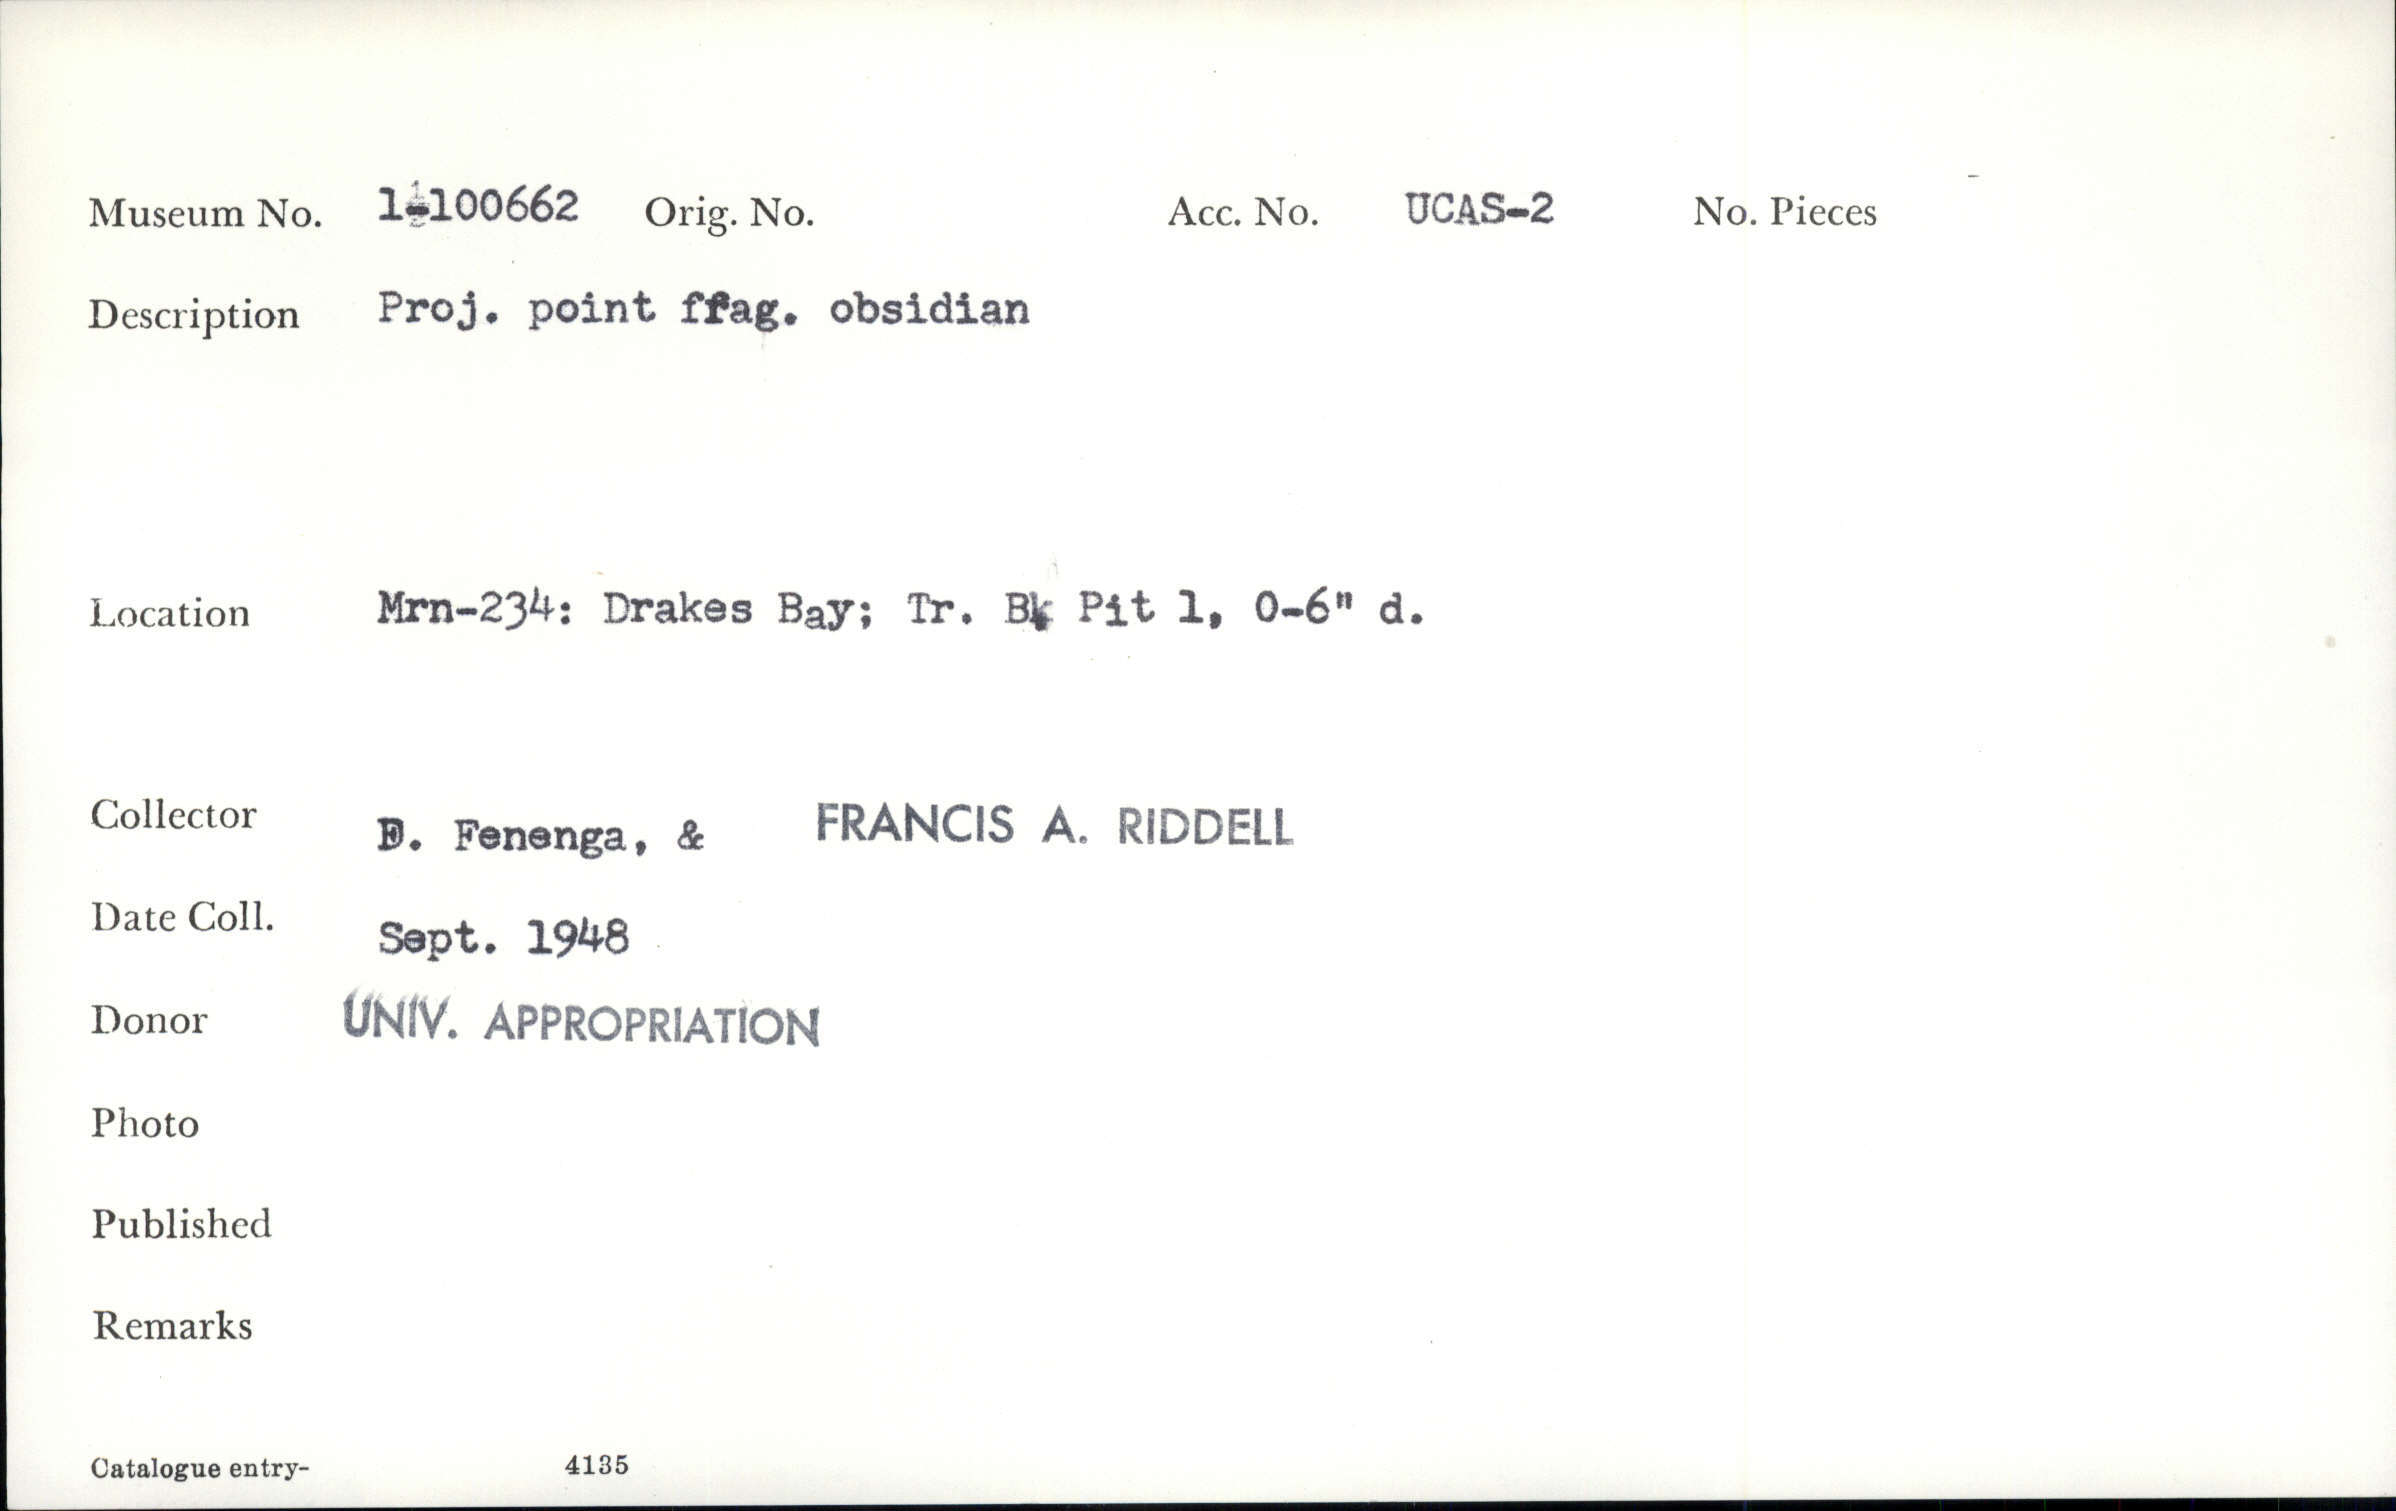 Museum No. 1-100662 Orig. No. Acc. No. UCAS-2 No. Pieces
Description Proj. point frag. obsidian
Location Mrn-234: Drakes Bay; Tr. B, Pit 1, 0-6" d.
Collector Fenenga, & FRANCIS A. RIDDELL
Date Coll. Sept. 1948
Donor UNIV. APPROPRIATION
Photo
Published
Remarks
Catalogue entry- 4135